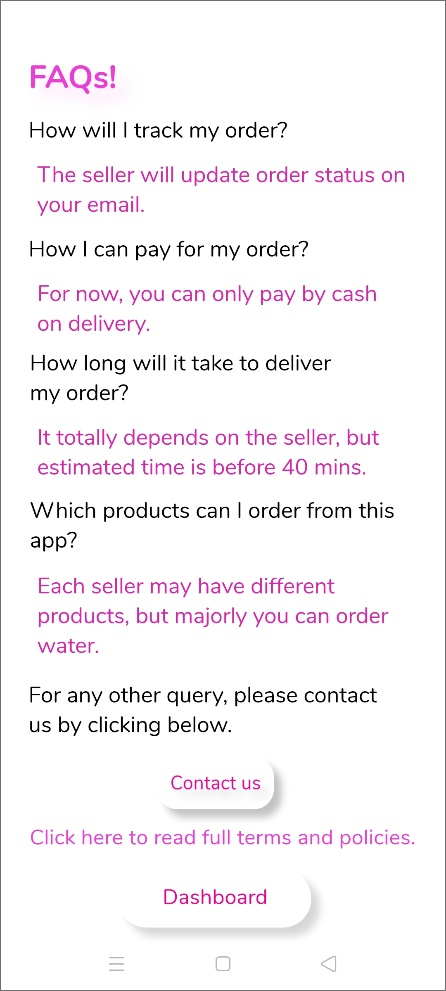 FAQs!
How will I track my order?
The seller will update order status on
your email.
How I can pay for my order?
For now, you can only pay by cash
on delivery.
How long will it take to deliver
my order?
It totally depends on the seller, but
estimated time is before 40 mins.
Which products can I order from this
app?
Each seller may have different
products, but majorly you can order
water.
For any other query, please contact
us by clicking below.
Contact us
Click here to read full terms and policies.
Dashboard